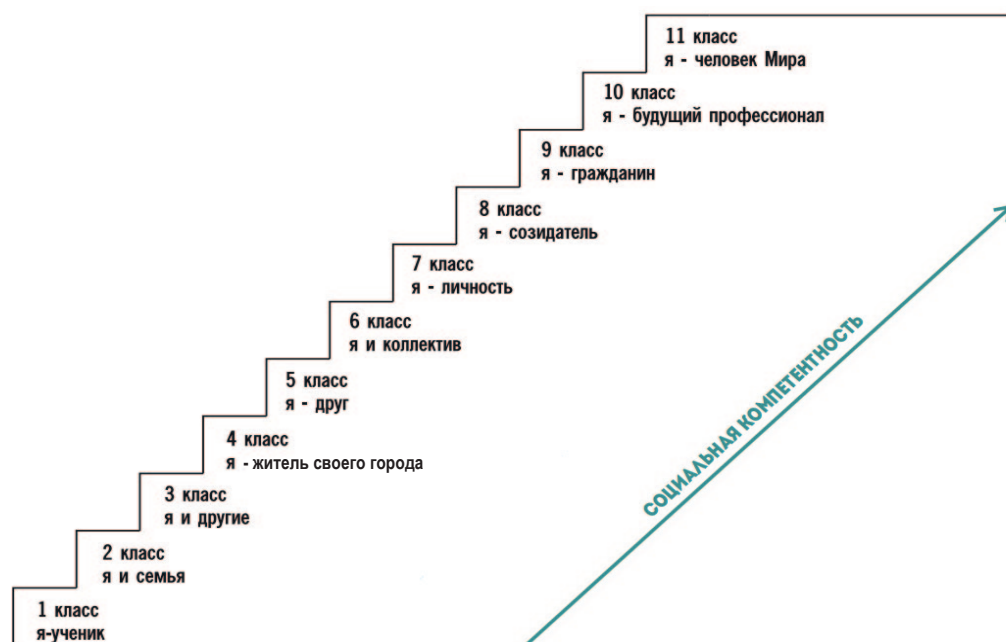 11 класс
я - человек Мира
10 класс
я - будущий профессионал
9 класс
я - гражданин
8 класс
я - созидатель
7 класс
я - личность
6 класс
я и коллектив
5 класс
я - друг
4 класс
я - житель своего города
3 класс
я и другие
2 класс
я и семья
1 класс
я-ученик
СОЦИАЛЬНАЯ КОМПЕТЕНТНОСТЬ